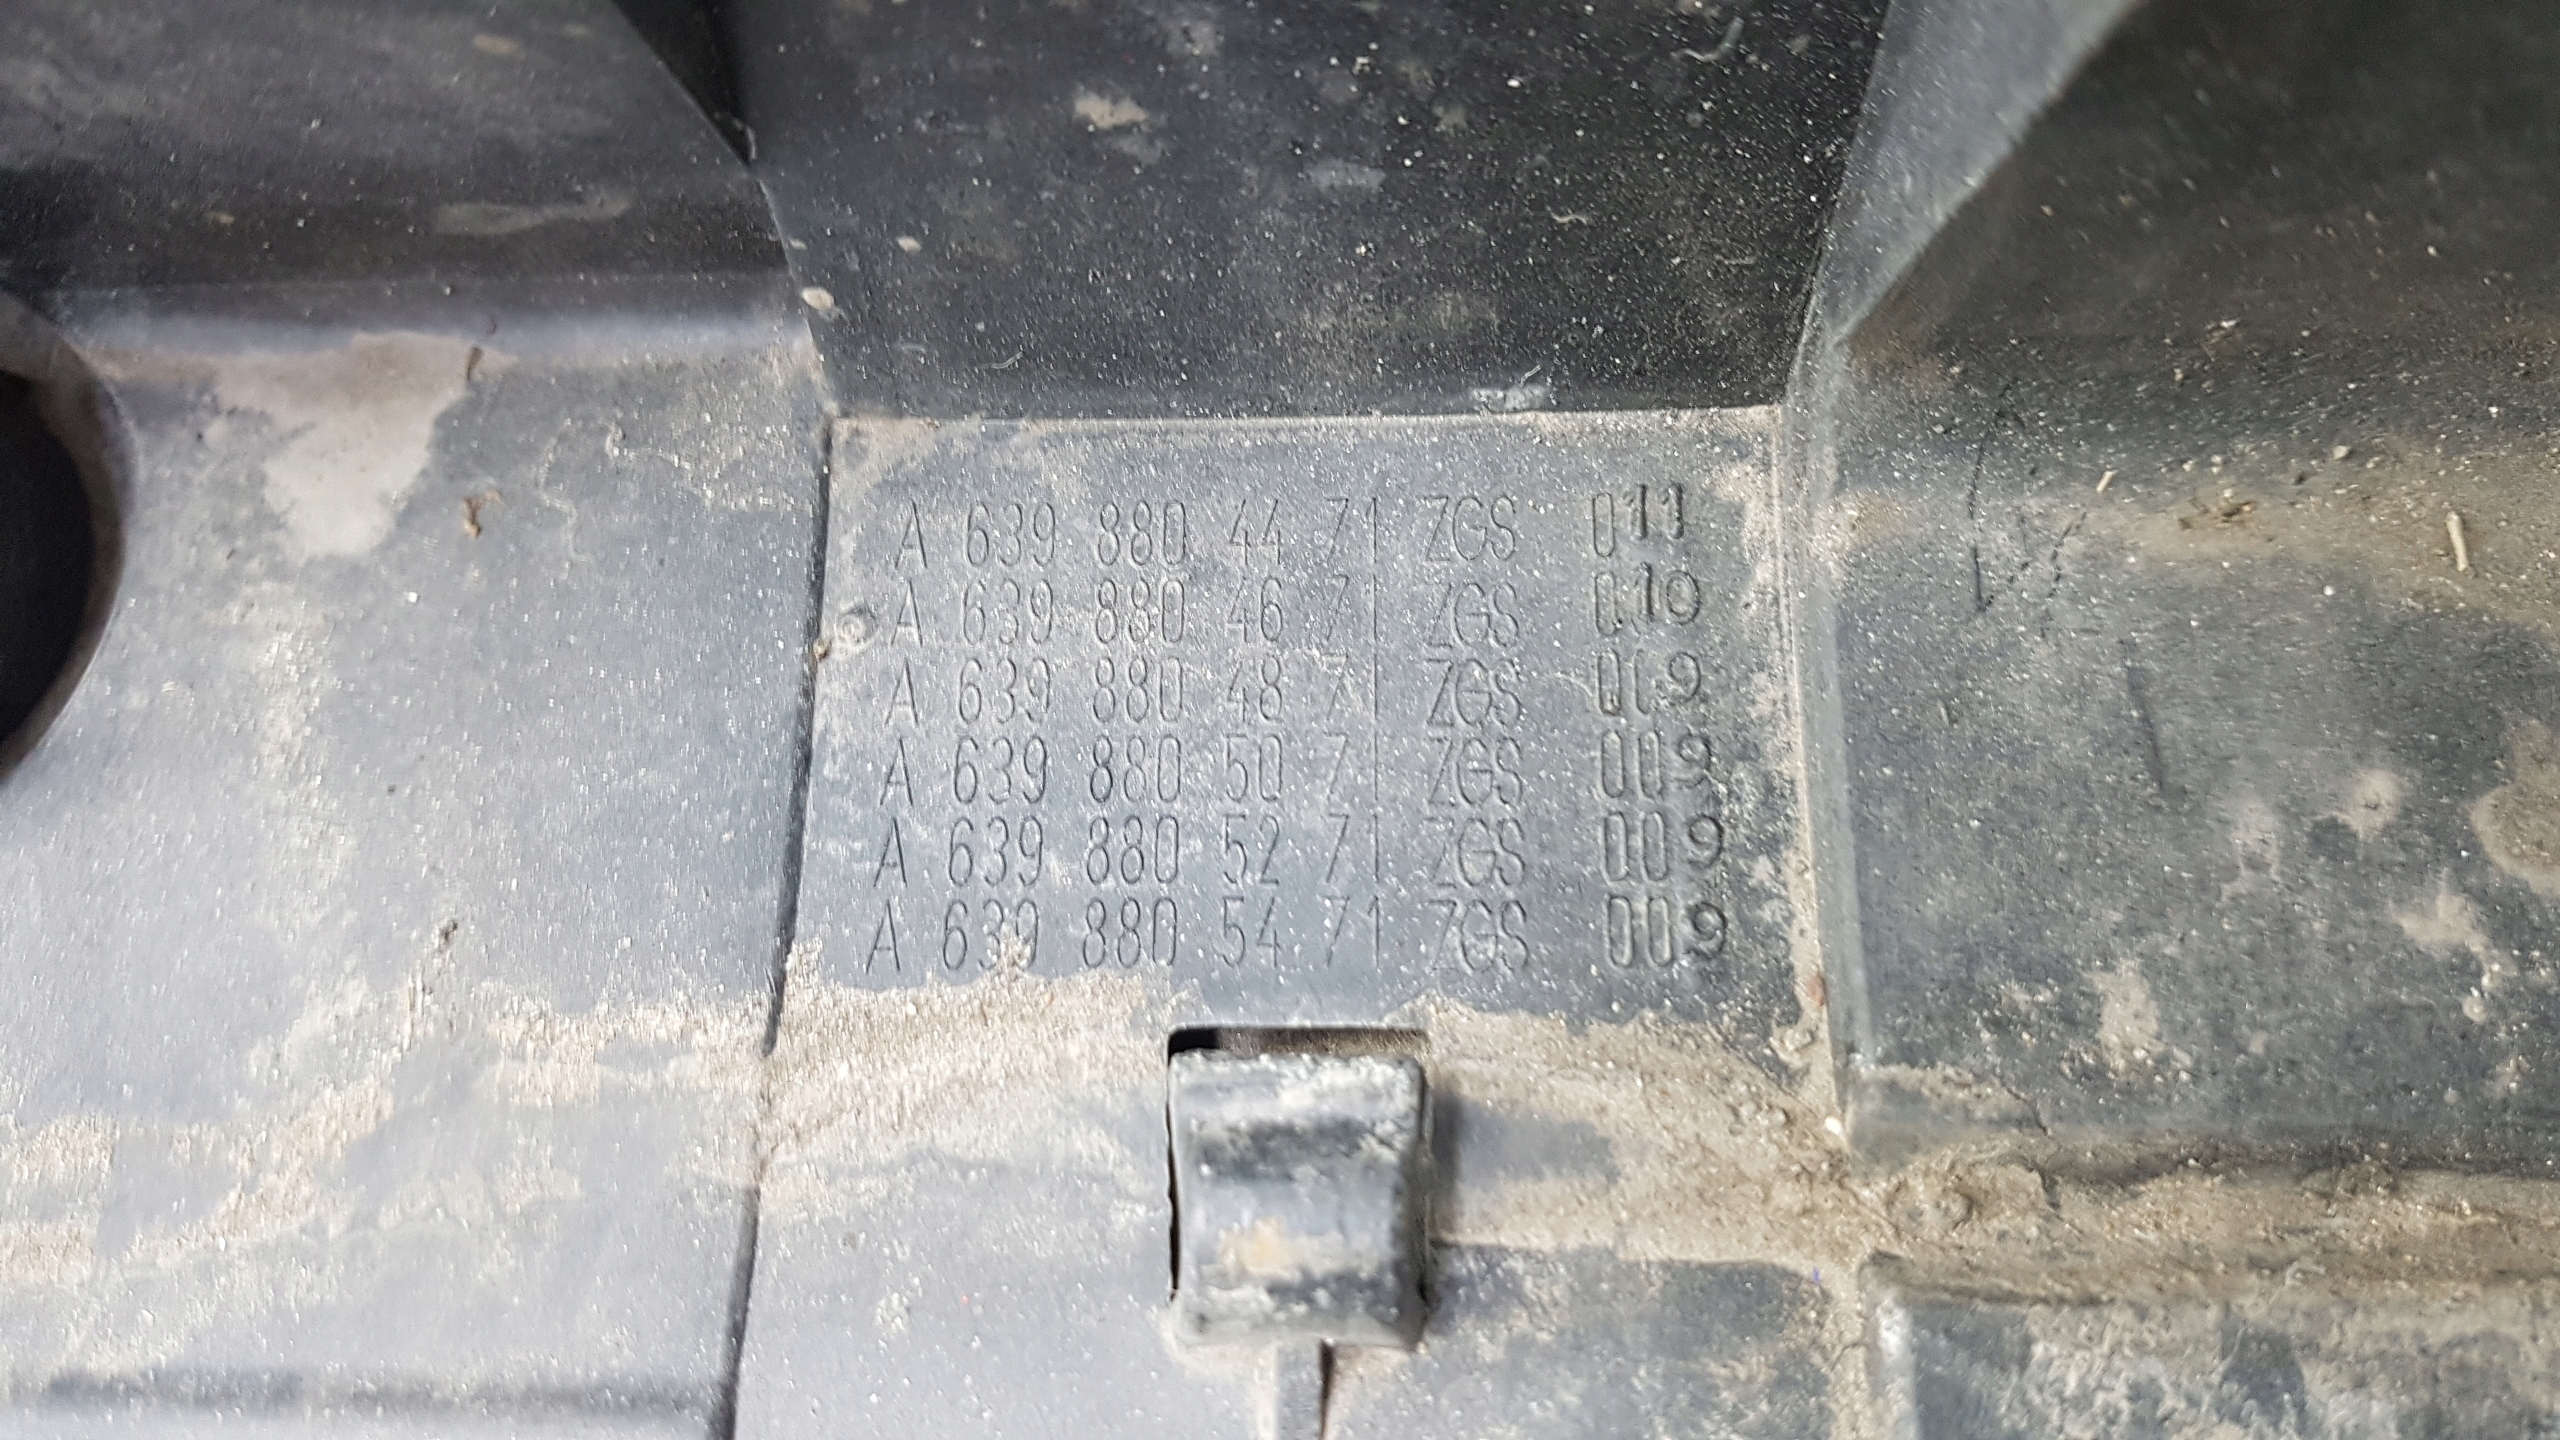 A 639 880 44 71 ZGS 011
A 639 880 46 71 ZGS 010
A 639 880 48 71 ZGS 009
A 639 880 50 71 ZGS 009
A 639 880 52 71 ZGS 009
A 639 880 54 71 ZGS 009